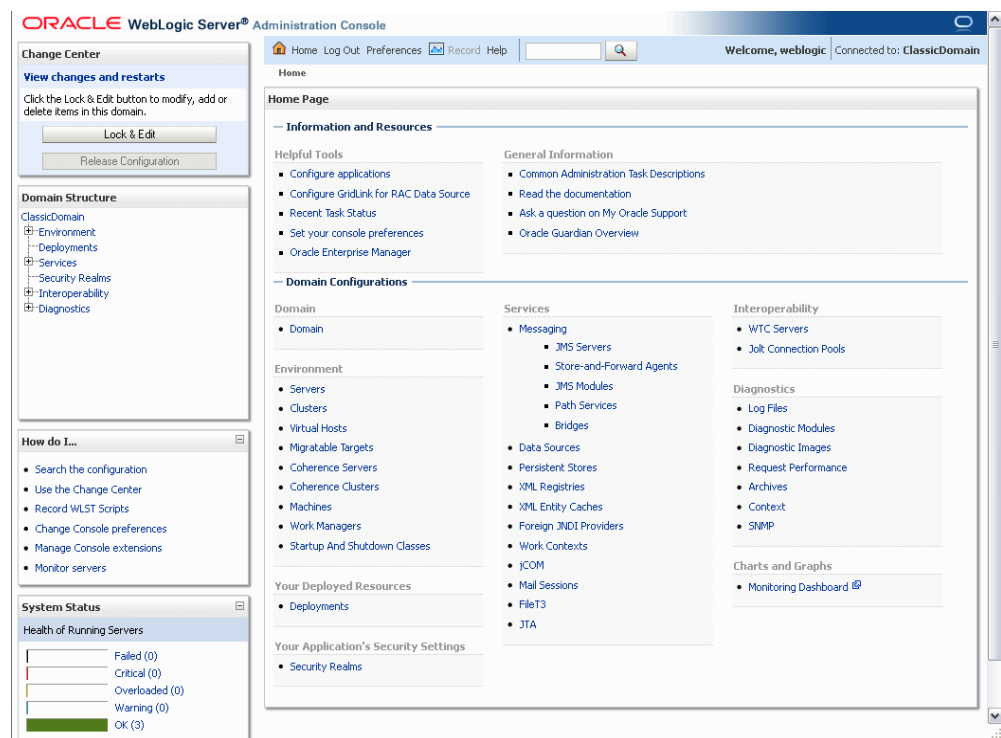 ORACLE WebLogic Server® Administration Console
Change Center
View changes and restarts
Click the Lock & Edit button to modify, add or
delete items in this domain.
Lock & Edit
Release Configuration
Domain Structure
ClassicDomain
Environment
Deployments
Services
Security Realms
Interoperability
Diagnostics
How do I...
Search the configuration
Use the Change Center
Record WLST Scripts
Change Console preferences
Manage Console extensions
Monitor servers
System Status
Health of Running Servers
Failed (0)
Critical (0)
Overloaded (0)
Warning (0)
OK (3)
Home Log Out Preferences Record Help
Welcome, weblogic Connected to: ClassicDomain
Home
Home Page
Information and Resources
Helpful Tools
Configure applications
Configure GridLink for RAC Data Source
Recent Task Status
Set your console preferences
Oracle Enterprise Manager
General Information
Common Administration Task Descriptions
Read the documentation
Ask a question on My Oracle Support
Oracle Guardian Overview
Domain Configurations
Domain
Domain
Environment
Servers
Clusters
Virtual Hosts
Migratable Targets
Coherence Servers
Coherence Clusters
Machines
Work Managers
Startup And Shutdown Classes
Your Deployed Resources
Deployments
Your Application's Security Settings
Security Realms
Services
Messaging
JMS Servers
Store-and-Forward Agents
JMS Modules
Path Services
Bridges
Data Sources
Persistent Stores
XML Registries
XML Entity Caches
Foreign JNDI Providers
Work Contexts
jCOM
Mail Sessions
FileT3
JTA
Interoperability
WTC Servers
Jolt Connection Pools
Diagnostics
Log Files
Diagnostic Modules
Diagnostic Images
Request Performance
Archives
Context
SNMP
Charts and Graphs
Monitoring Dashboard